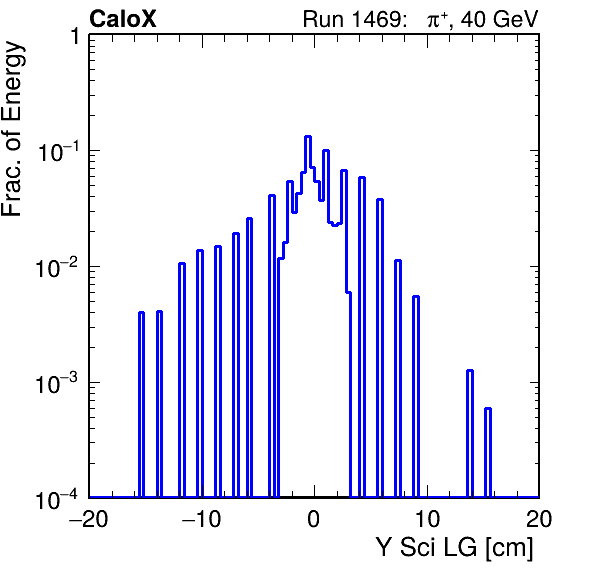 CaloX Run 1469: π⁺, 40 GeV
Frac. of Energy
1
10⁻¹
10⁻²
10⁻³
10⁻⁴
−20 −10 0 10 20
Y Sci LG [cm]